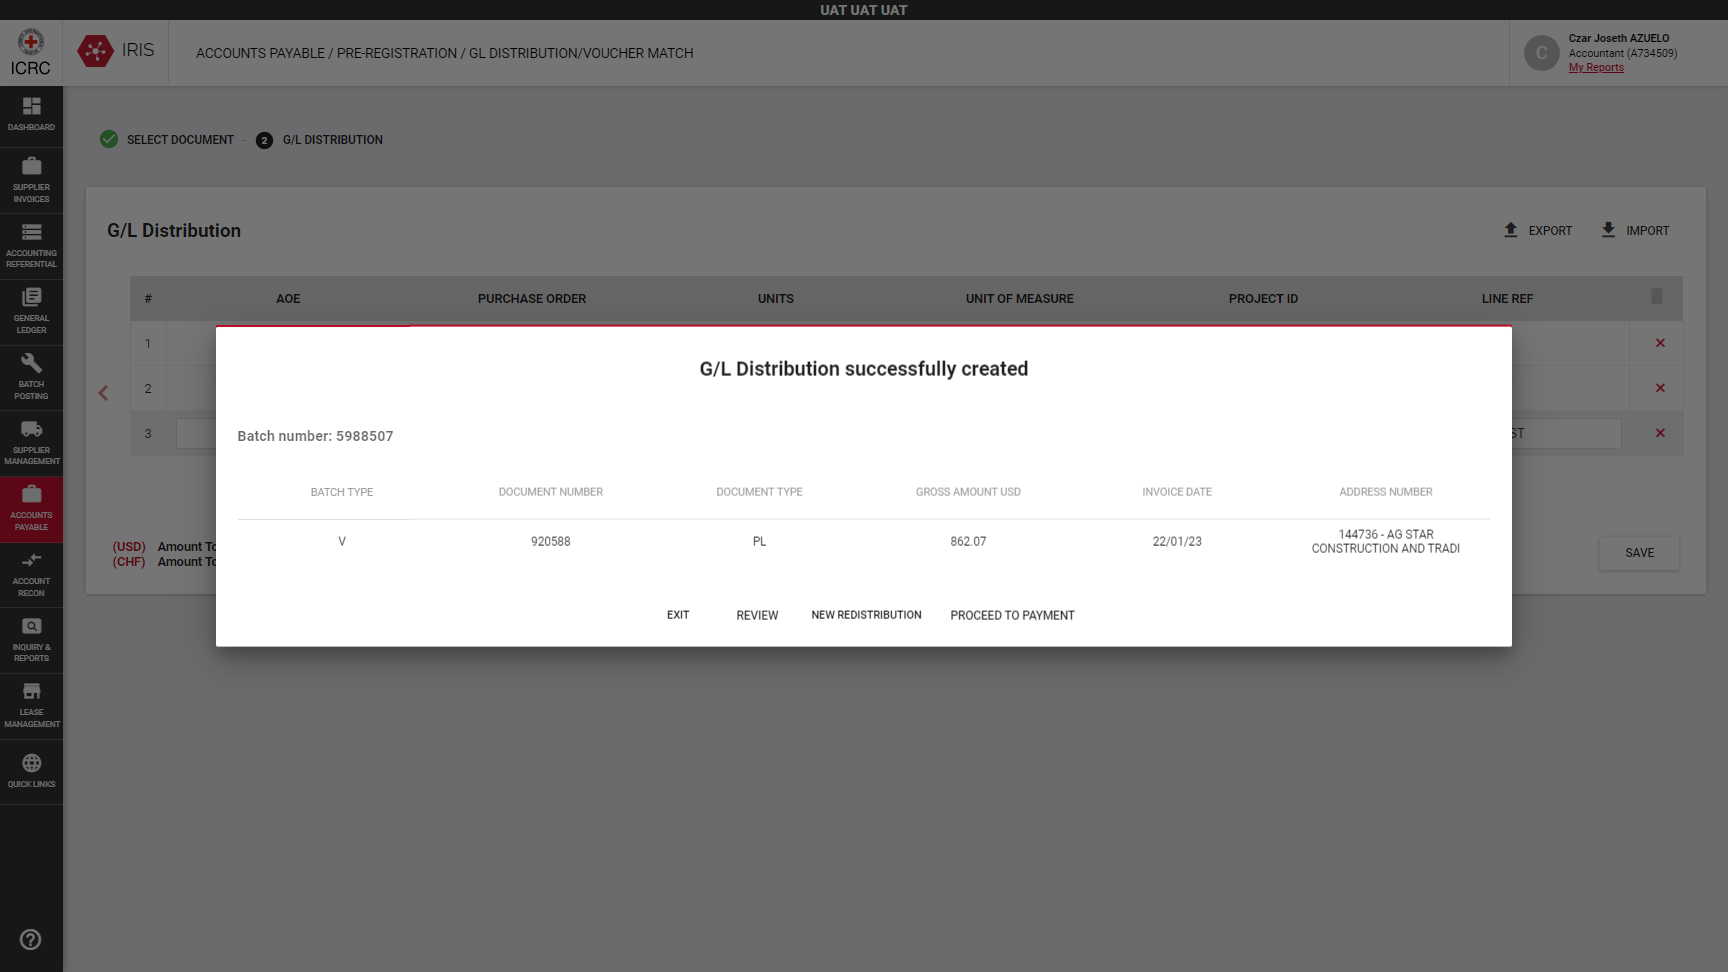 UAT UAT UAT
ICRC
IRIS
ACCOUNTS PAYABLE / PRE-REGISTRATION / GL DISTRIBUTION/VOUCHER MATCH
C
Czar Joseth AZUELO
Accountant (A734509)
My Reports
DASHBOARD
SUPPLIER
INVOICES
ACCOUNTING
REFERENTIAL
GENERAL
LEDGER
BATCH
POSTING
SUPPLIER
MANAGEMENT
ACCOUNTS
PAYABLE
ACCOUNT
RECON
INQUIRY &
REPORTS
LEASE
MANAGEMENT
QUICK LINKS
SELECT DOCUMENT
2 G/L DISTRIBUTION
G/L Distribution
EXPORT
IMPORT
# AOE PURCHASE ORDER UNITS UNIT OF MEASURE PROJECT ID LINE REF
1
2
3 ST
(USD) Amount To
(CHF) Amount To
SAVE
G/L Distribution successfully created
Batch number: 5988507
BATCH TYPE DOCUMENT NUMBER DOCUMENT TYPE GROSS AMOUNT USD INVOICE DATE ADDRESS NUMBER
V 920588 PL 862.07 22/01/23 144736 - AG STAR
CONSTRUCTION AND TRADI
EXIT REVIEW NEW REDISTRIBUTION PROCEED TO PAYMENT